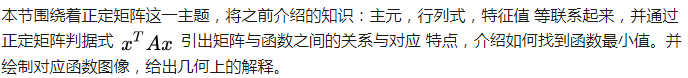 本节围绕着正定矩阵这一主题，将之前介绍的知识：主元，行列式，特征值 等联系起来，并通过
正定矩阵判据式 $x^T A x$ 引出矩阵与函数之间的关系与对应 特点，介绍如何找到函数最小值。并
绘制对应函数图像，给出几何上的解释。